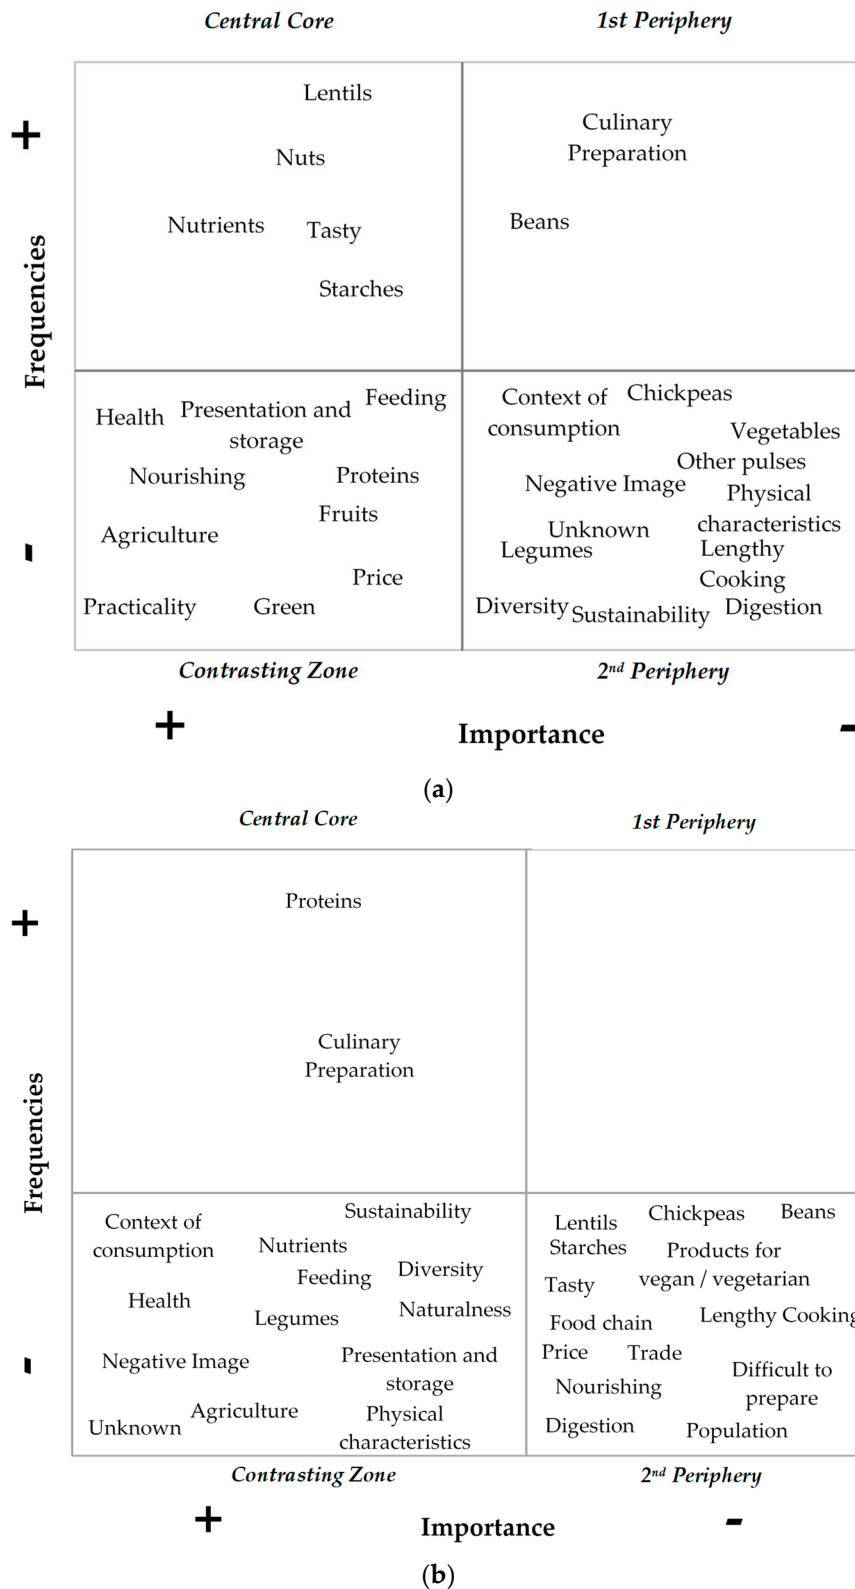 Central Core
1st Periphery
+
Frequencies
-
Lentils
Nuts
Nutrients
Tasty
Starches
Culinary
Preparation
Beans
Health
Presentation and
storage
Feeding
Nourishing
Proteins
Fruits
Agriculture
Price
Practicality
Green
Context of
consumption
Chickpeas
Vegetables
Other pulses
Negative Image
Physical
characteristics
Unknown
Legumes
Lengthy
Cooking
Diversity
Sustainability
Digestion
Contrasting Zone
2nd Periphery
+
Importance
-
(a)
Central Core
1st Periphery
+
Frequencies
-
Proteins
Culinary
Preparation
Sustainability
Context of
consumption
Nutrients
Feeding
Diversity
Health
Legumes
Naturalness
Negative Image
Presentation and
storage
Agriculture
Unknown
Physical
characteristics
Lentils
Chickpeas
Beans
Starches
Products for
vegan / vegetarian
Tasty
Food chain
Lengthy Cooking
Price
Trade
Nourishing
Difficult to
prepare
Digestion
Population
Contrasting Zone
2nd Periphery
+
Importance
-
(b)